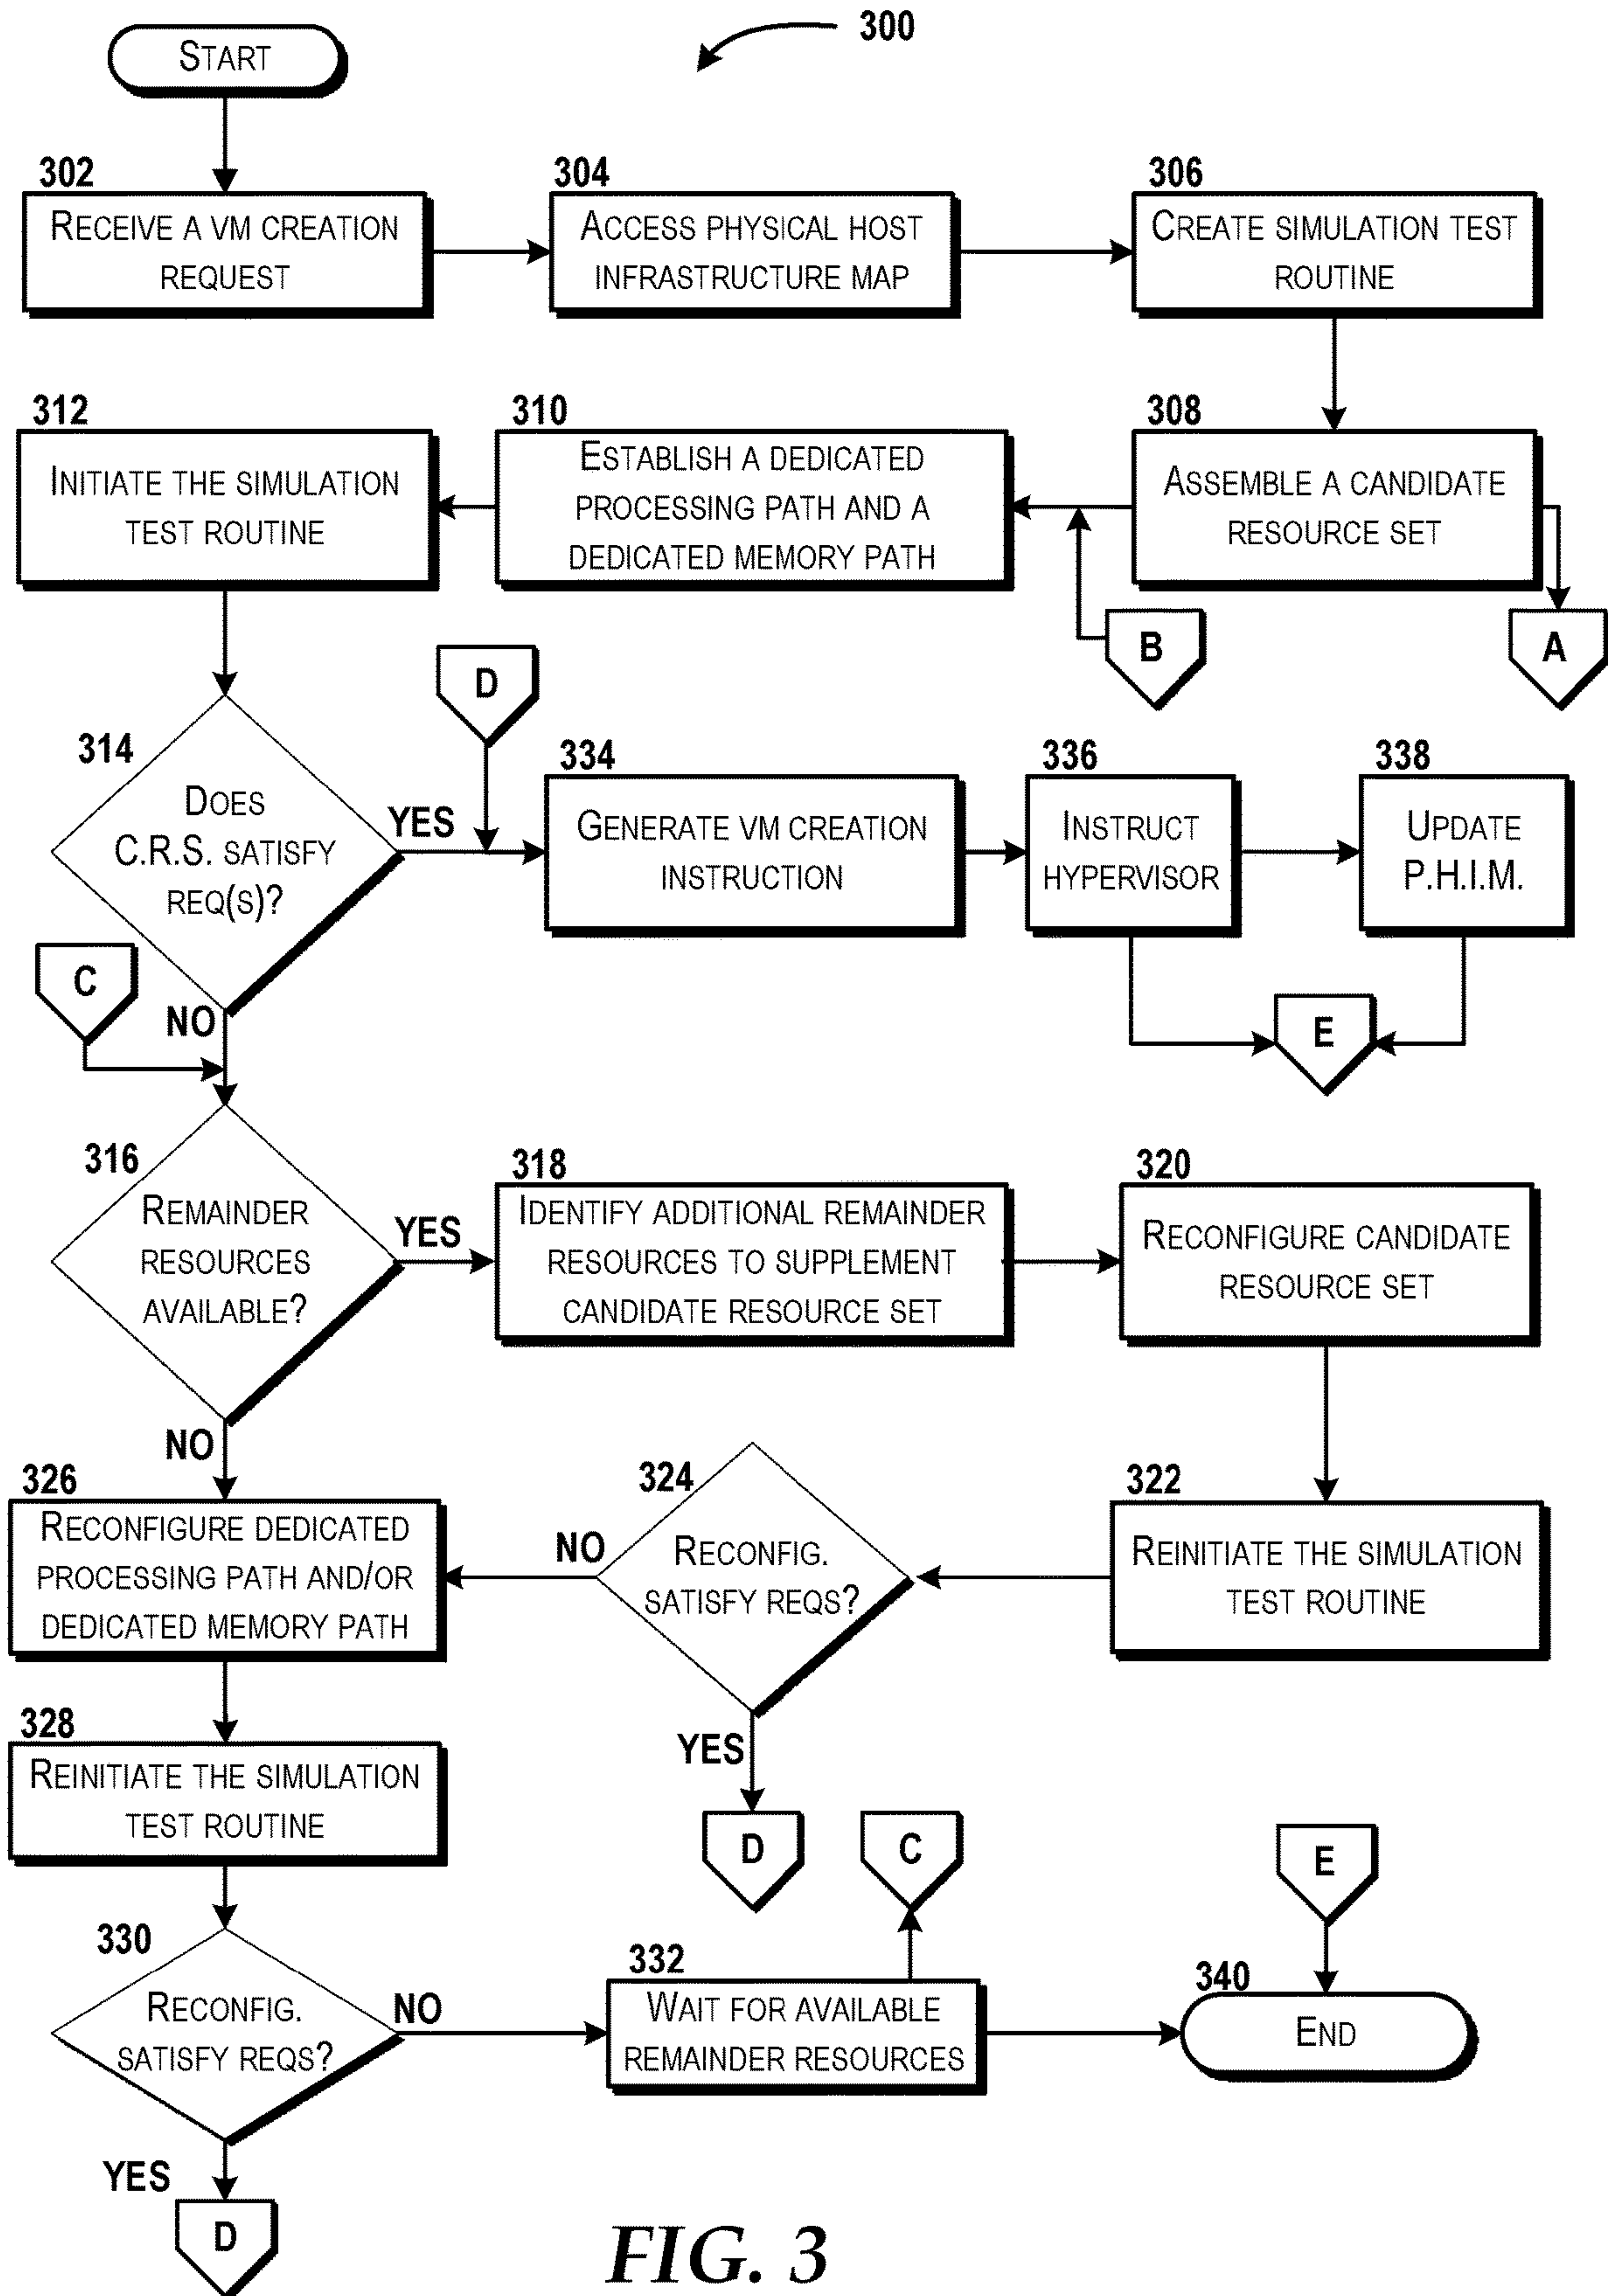 300
START
302
RECEIVE A VM CREATION
REQUEST
304
ACCESS PHYSICAL HOST
INFRASTRUCTURE MAP
306
CREATE SIMULATION TEST
ROUTINE
312
INITIATE THE SIMULATION
TEST ROUTINE
310
ESTABLISH A DEDICATED
PROCESSING PATH AND A
DEDICATED MEMORY PATH
308
ASSEMBLE A CANDIDATE
RESOURCE SET
B
A
D
314
DOES
C.R.S. SATISFY
REQ(S)?
YES
NO
334
GENERATE VM CREATION
INSTRUCTION
336
INSTRUCT
HYPERVISOR
338
UPDATE
P.H.I.M.
C
E
316
REMAINDER
RESOURCES
AVAILABLE?
YES
NO
318
IDENTIFY ADDITIONAL REMAINDER
RESOURCES TO SUPPLEMENT
CANDIDATE RESOURCE SET
320
RECONFIGURE CANDIDATE
RESOURCE SET
326
RECONFIGURE DEDICATED
PROCESSING PATH AND/OR
DEDICATED MEMORY PATH
324
RECONFIG.
SATISFY REQS?
NO
YES
322
REINITIATE THE SIMULATION
TEST ROUTINE
328
REINITIATE THE SIMULATION
TEST ROUTINE
D
C
E
330
RECONFIG.
SATISFY REQS?
NO
YES
332
WAIT FOR AVAILABLE
REMAINDER RESOURCES
340
END
D
FIG. 3